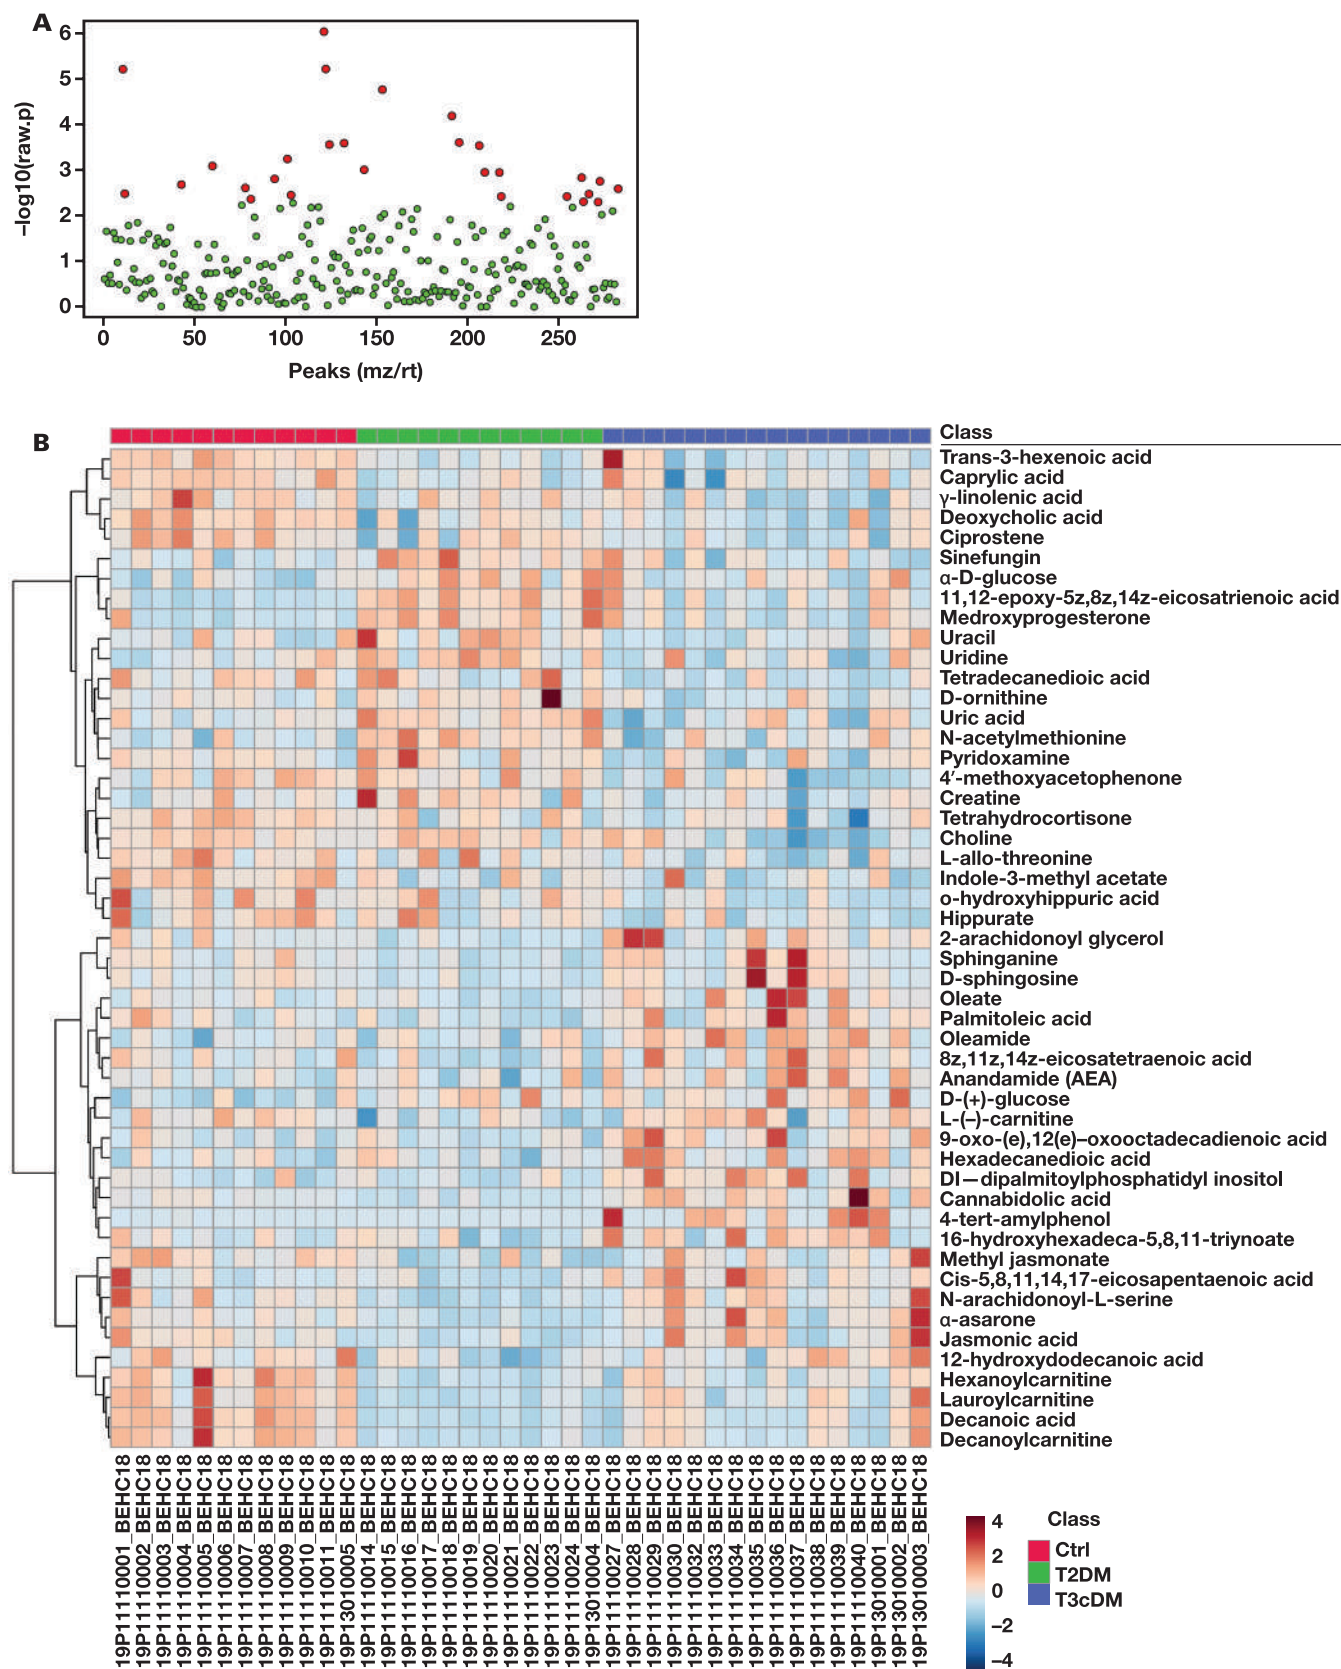 A
6
5
4
3
2
1
0
−log10(raw.p)
0 50 100 150 200 250
Peaks (mz/rt)
B
Class
Trans-3-hexenoic acid
Caprylic acid
γ-linolenic acid
Deoxycholic acid
Ciprostene
Sinefungin
α-D-glucose
11,12-epoxy-5z,8z,14z-eicosatrienoic acid
Medroxyprogesterone
Uracil
Uridine
Tetradecanedioic acid
D-ornithine
Uric acid
N-acetylmethionine
Pyridoxamine
4′-methoxyacetophenone
Creatine
Tetrahydrocortisone
Choline
L-allo-threonine
Indole-3-methyl acetate
o-hydroxyhippuric acid
Hippurate
2-arachidonoyl glycerol
Sphinganine
D-sphingosine
Oleate
Palmitoleic acid
Oleamide
8z,11z,14z-eicosatetraenoic acid
Anandamide (AEA)
D-(+)-glucose
L-(−)-carnitine
9-oxo-(e),12(e)−oxooctadecadienoic acid
Hexadecanedioic acid
DI—dipalmitoylphosphatidyl inositol
Cannabidolic acid
4-tert-amylphenol
16-hydroxyhexadeca-5,8,11-triynoate
Methyl jasmonate
Cis-5,8,11,14,17-eicosapentaenoic acid
N-arachidonoyl-L-serine
α-asarone
Jasmonic acid
12-hydroxydodecanoic acid
Hexanoylcarnitine
Lauroylcarnitine
Decanoic acid
Decanoylcarnitine
19P11110001_BEHC18
19P11110002_BEHC18
19P11110003_BEHC18
19P11110004_BEHC18
19P11110005_BEHC18
19P11110006_BEHC18
19P11110007_BEHC18
19P11110008_BEHC18
19P11110009_BEHC18
19P11110010_BEHC18
19P11110011_BEHC18
19P13010005_BEHC18
19P11110014_BEHC18
19P11110015_BEHC18
19P11110016_BEHC18
19P11110017_BEHC18
19P11110018_BEHC18
19P11110019_BEHC18
19P11110020_BEHC18
19P11110021_BEHC18
19P11110022_BEHC18
19P11110023_BEHC18
19P11110024_BEHC18
19P13010004_BEHC18
19P11110027_BEHC18
19P11110028_BEHC18
19P11110029_BEHC18
19P11110030_BEHC18
19P11110032_BEHC18
19P11110033_BEHC18
19P11110034_BEHC18
19P11110035_BEHC18
19P11110036_BEHC18
19P11110037_BEHC18
19P11110038_BEHC18
19P11110039_BEHC18
19P11110040_BEHC18
19P13010001_BEHC18
19P13010002_BEHC18
19P13010003_BEHC18
4
2
0
−2
−4
Class
Ctrl
T2DM
T3cDM